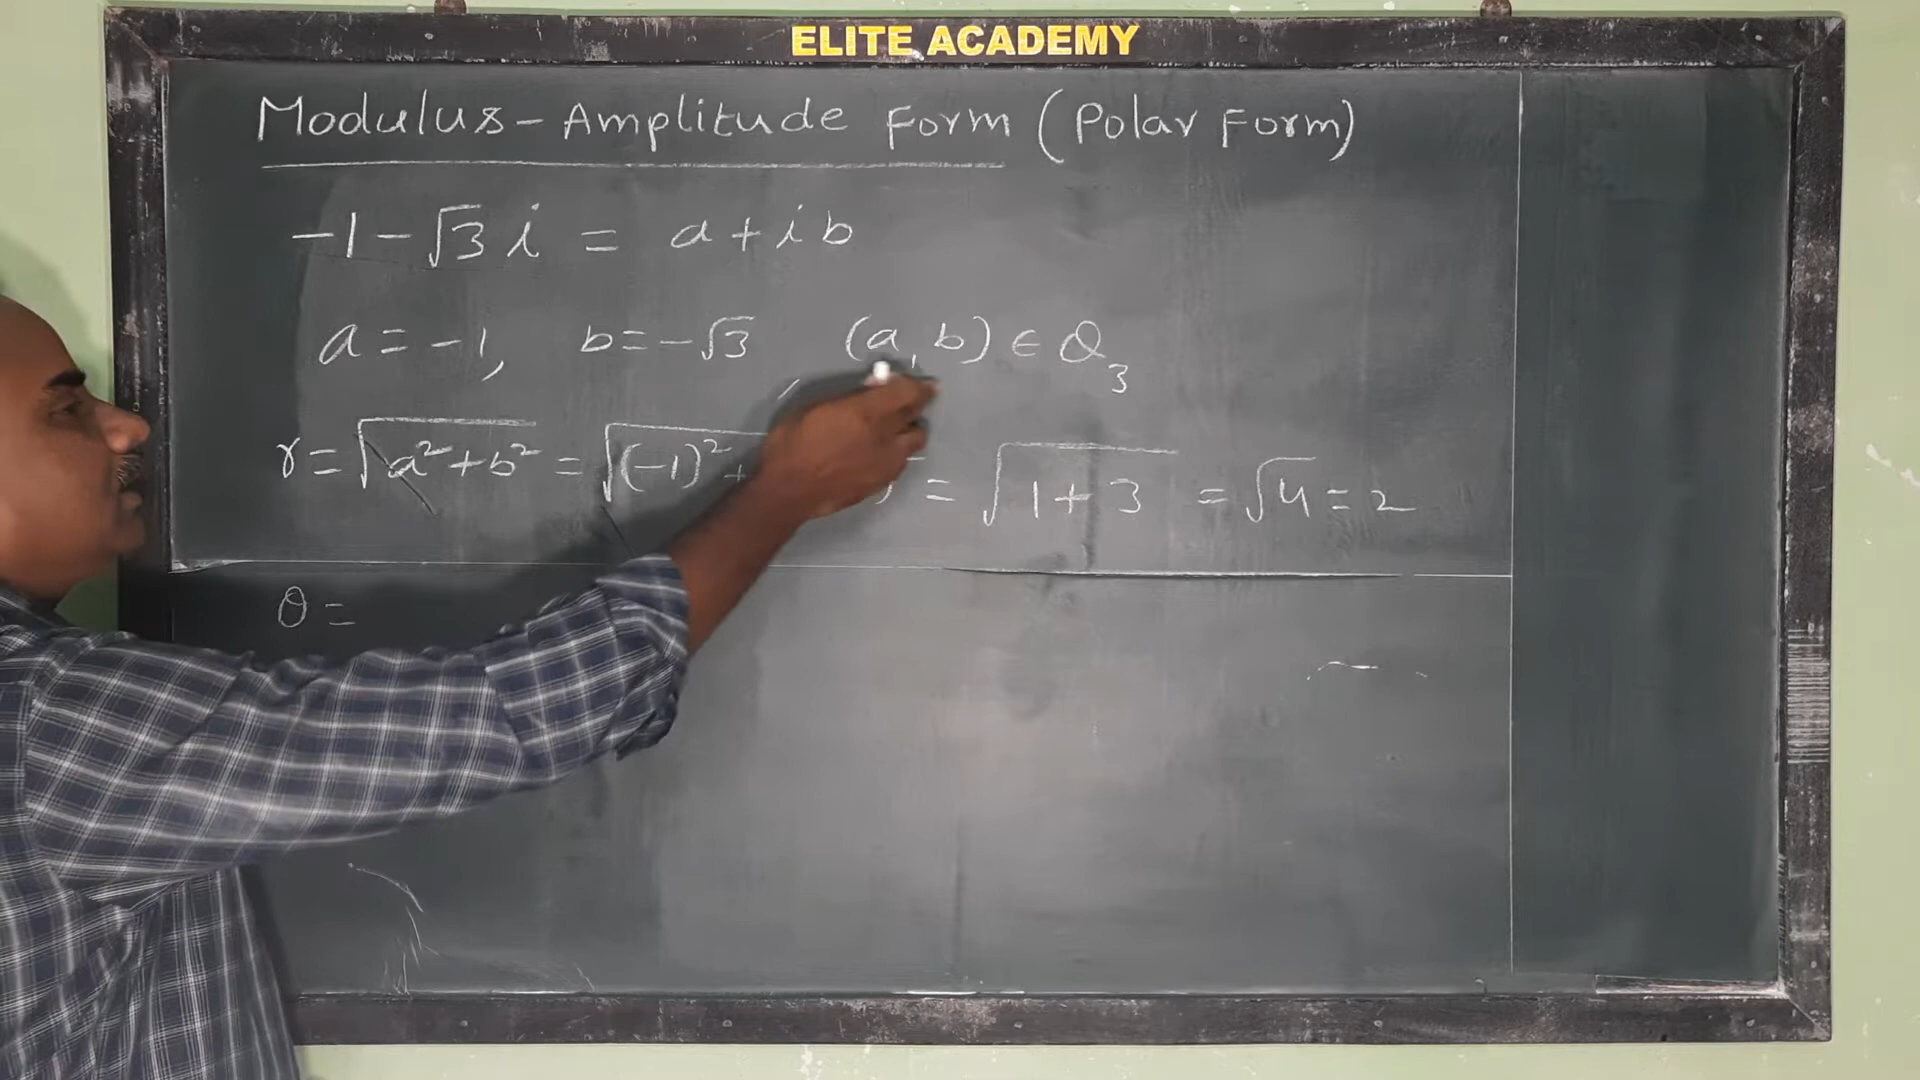 ELITE ACADEMY
Modulus - Amplitude Form (Polar Form)
-1-√3 i = a+ib
a = -1, b = -√3 (a,b) ∈ Q₃
r = √a²+b² = √(-1)²+ = √1+3 = √4 = 2
θ =